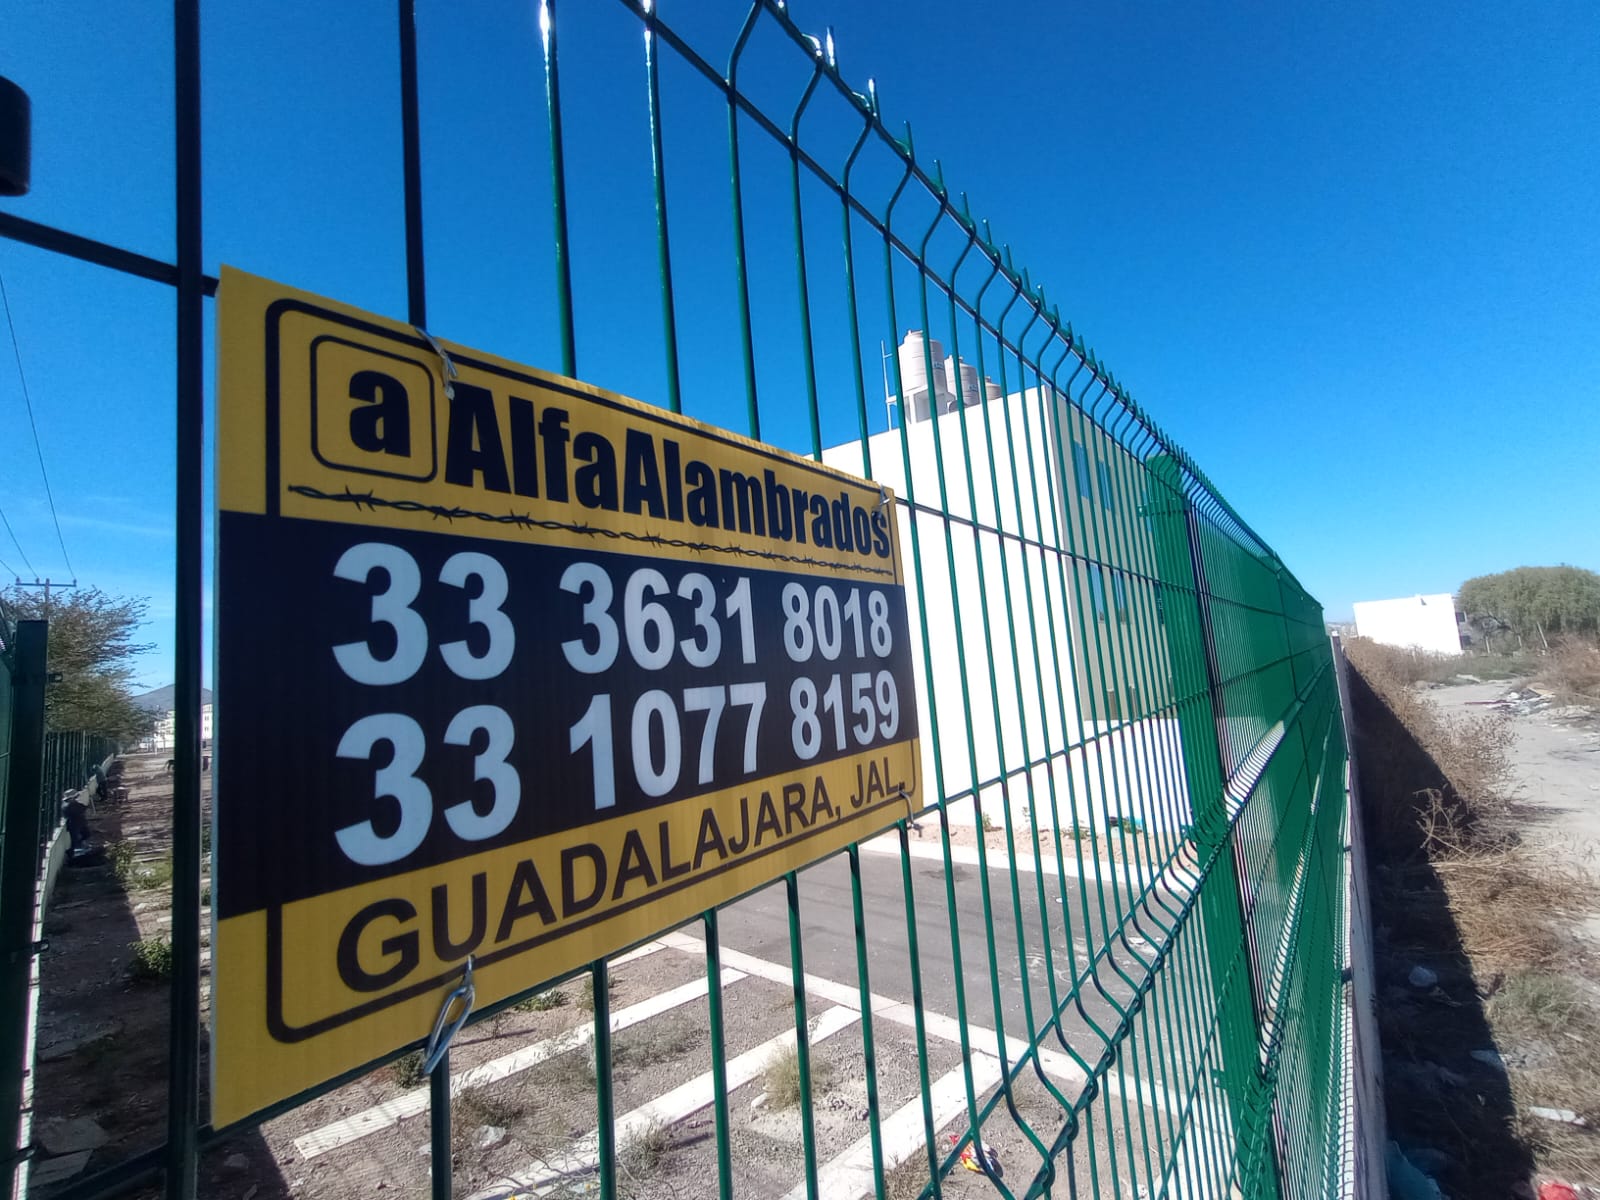 a AlfaAlambrados
33 3631 8018
33 1077 8159
GUADALAJARA, JAL.